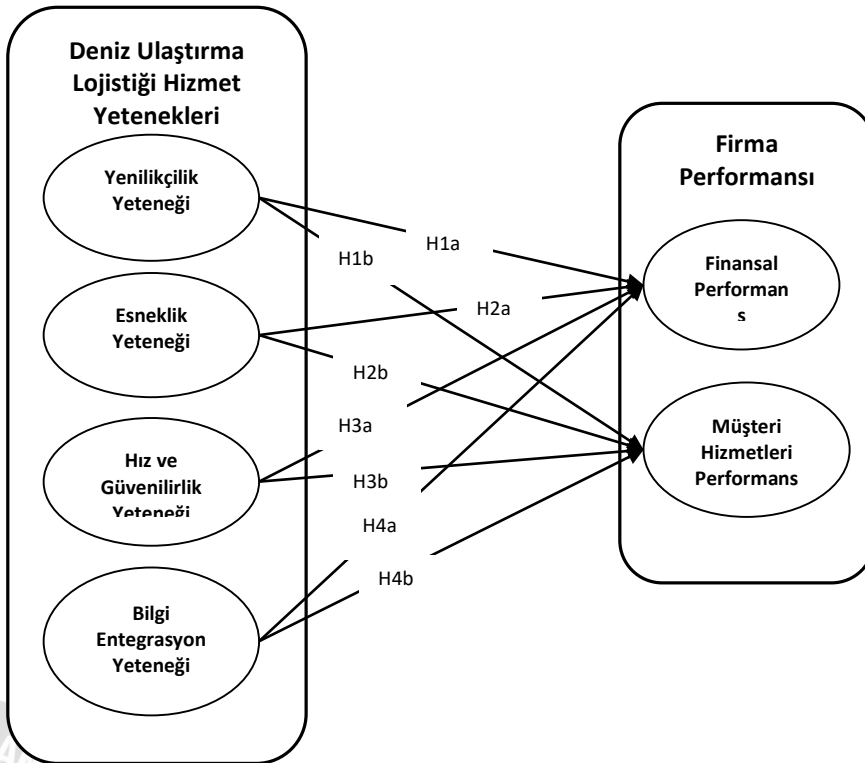 Deniz Ulaştırma
Lojistiği Hizmet
Yetenekleri
Yenilikçilik
Yeteneği
Esneklik
Yeteneği
Hız ve
Güvenilirlik
Yeteneği
Bilgi
Entegrasyon
Yeteneği
H1a
H1b
H2a
H2b
H3a
H3b
H4a
H4b
Firma
Performansı
Finansal
Performan
s
Müşteri
Hizmetleri
Performans